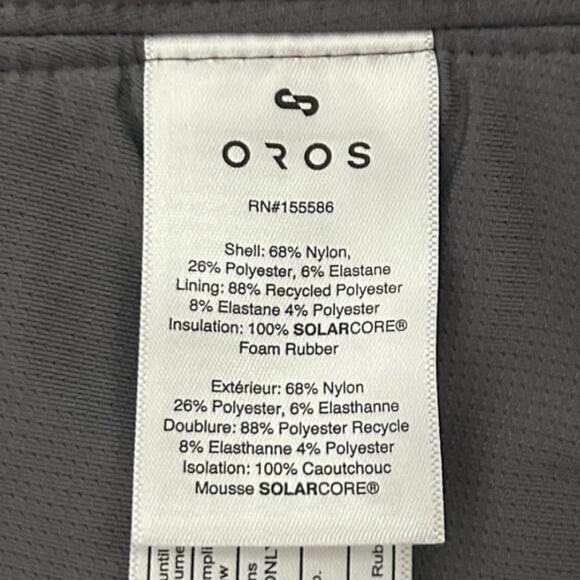 OROS
RN#155586
Shell: 68% Nylon,
26% Polyester, 6% Elastane
Lining: 88% Recycled Polyester
8% Elastane 4% Polyester
Insulation: 100% SOLARCORE®
Foam Rubber
Extérieur: 68% Nylon
26% Polyester, 6% Elasthanne
Doublure: 88% Polyester Recycle
8% Elasthanne 4% Polyester
Isolation: 100% Caoutchouc
Mousse SOLARCORE®
until